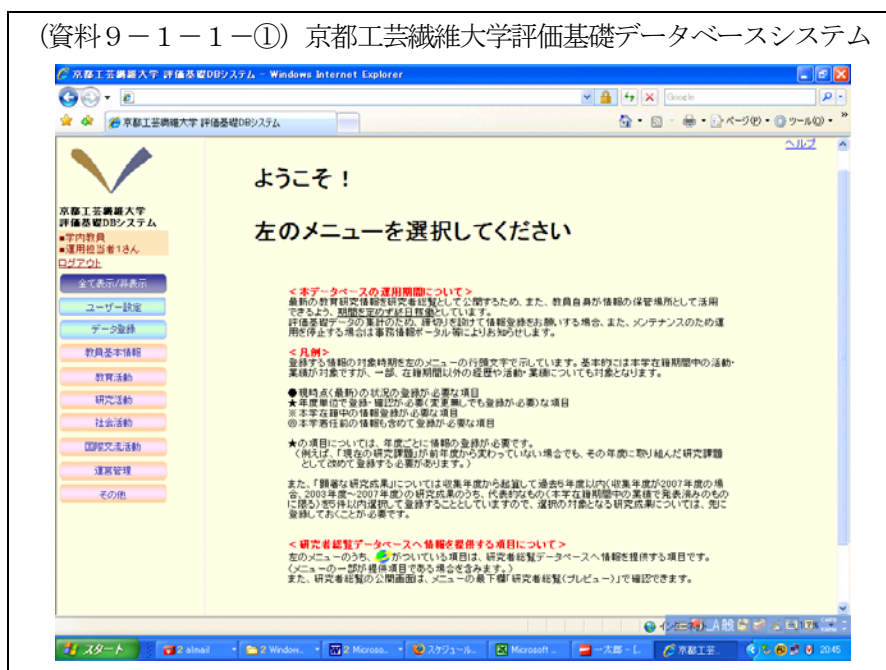 (資料9-1-1-①) 京都工芸繊維大学評価基礎データベースシステム
京都工芸繊維大学 評価基礎DBシステム - Windows Internet Explorer
Google
京都工芸繊維大学 評価基礎DBシステム
ページ(P)
ツール(O)
ヘルプ
ようこそ！
京都工芸繊維大学
評価基礎DBシステム
■学内教員
■運用担当者1さん
ログアウト
左のメニューを選択してください
全て表示/非表示
ユーザー設定
データ登録
教員基本情報
教育活動
研究活動
社会活動
国際交流活動
運営管理
その他
＜本データベースの運用期間について＞
最新の教育研究情報を研究者総覧として公開するため、また、教員自身が情報の保管場所として活用
できるよう、期間を定めず終日稼働としています。
評価基礎データの集計のため、締切りを設けて情報登録をお願いする場合、また、メンテナンスのため運
用を停止する場合は事務情報ポータル等によりお知らせします。
＜凡例＞
登録する情報の対象時期を左のメニューの行頭文字で示しています。基本的には本学在籍期間中の活動・
業績が対象ですが、一部、在籍期間以外の経歴や活動・業績についても対象となります。
●現時点(最新)の状況の登録が必要な項目
★年度単位で登録・確認が必要(変更無しでも登録が必要)な項目
※本学在籍中の情報登録が必要な項目
◎本学着任前の情報も含めて登録が必要な項目
★の項目については、年度ごとに情報の登録が必要です。
(例えば、「現在の研究課題」が前年度から変わっていない場合でも、その年度に取り組んだ研究課題
として改めて登録する必要があります。)
また、「顕著な研究成果」については収集年度から起算して過去5年度以内(収集年度が2007年度の場
合、2003年度～2007年度)の研究成果のうち、代表的なもの(本学在籍期間中の業績で発表済みのもの
に限る)を5件以内選択して登録することとしていますので、選択の対象となる研究成果については、先に
登録しておくことが必要です。
＜研究者総覧データベースへ情報を提供する項目について＞
左のメニューのうち、がついている項目は、研究者総覧データベースへ情報を提供する項目です。
(メニューの一部が提供項目である場合を含みます。)
また、研究者総覧の公開画面は、メニューの最下欄「研究者総覧(プレビュー)」で確認できます。
スタート
2 almail
2 Window...
2 Microso...
スケジュール...
Microsoft ...
一太郎 - [...
京都工芸...
20:45